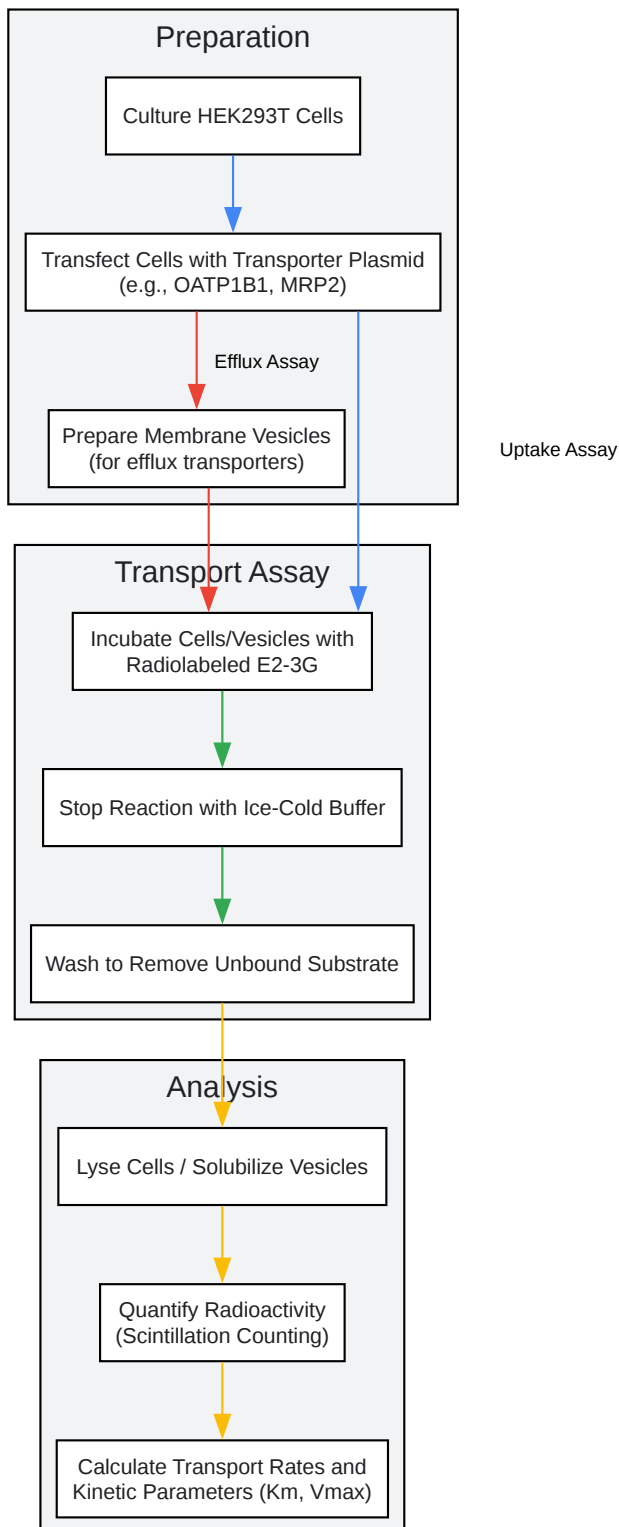 Preparation
Culture HEK293T Cells
Transfect Cells with Transporter Plasmid
(e.g., OATP1B1, MRP2)
Efflux Assay
Prepare Membrane Vesicles
(for efflux transporters)
Uptake Assay
Transport Assay
Incubate Cells/Vesicles with
Radiolabeled E2-3G
Stop Reaction with Ice-Cold Buffer
Wash to Remove Unbound Substrate
Analysis
Lyse Cells / Solubilize Vesicles
Quantify Radioactivity
(Scintillation Counting)
Calculate Transport Rates and
Kinetic Parameters (Km, Vmax)